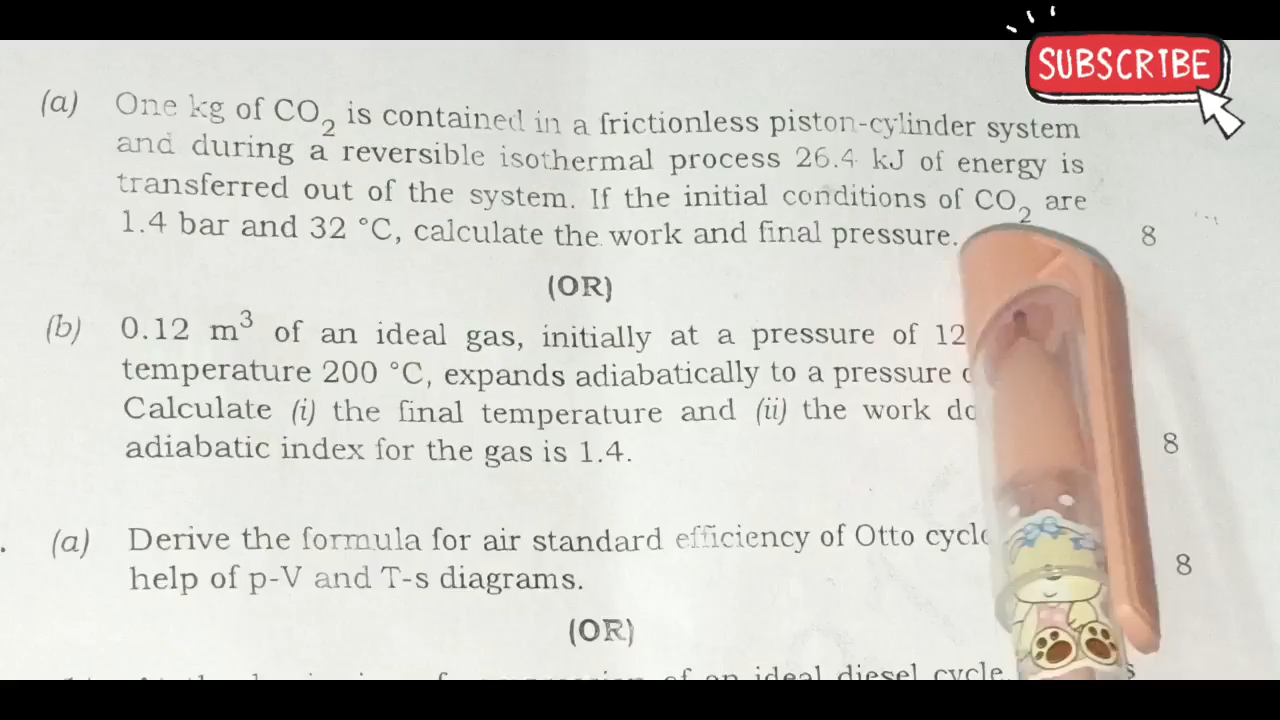 SUBSCRIBE
(a) One kg of CO₂ is contained in a frictionless piston-cylinder system
and during a reversible isothermal process 26.4 kJ of energy is
transferred out of the system. If the initial conditions of CO₂ are
1.4 bar and 32 °C, calculate the work and final pressure. 8
(OR)
(b) 0.12 m³ of an ideal gas, initially at a pressure of 12
temperature 200 °C, expands adiabatically to a pressure
Calculate (i) the final temperature and (ii) the work
adiabatic index for the gas is 1.4. 8
(a) Derive the formula for air standard efficiency of Otto
help of p-V and T-s diagrams. 8
(OR)
of an ideal diesel cycle